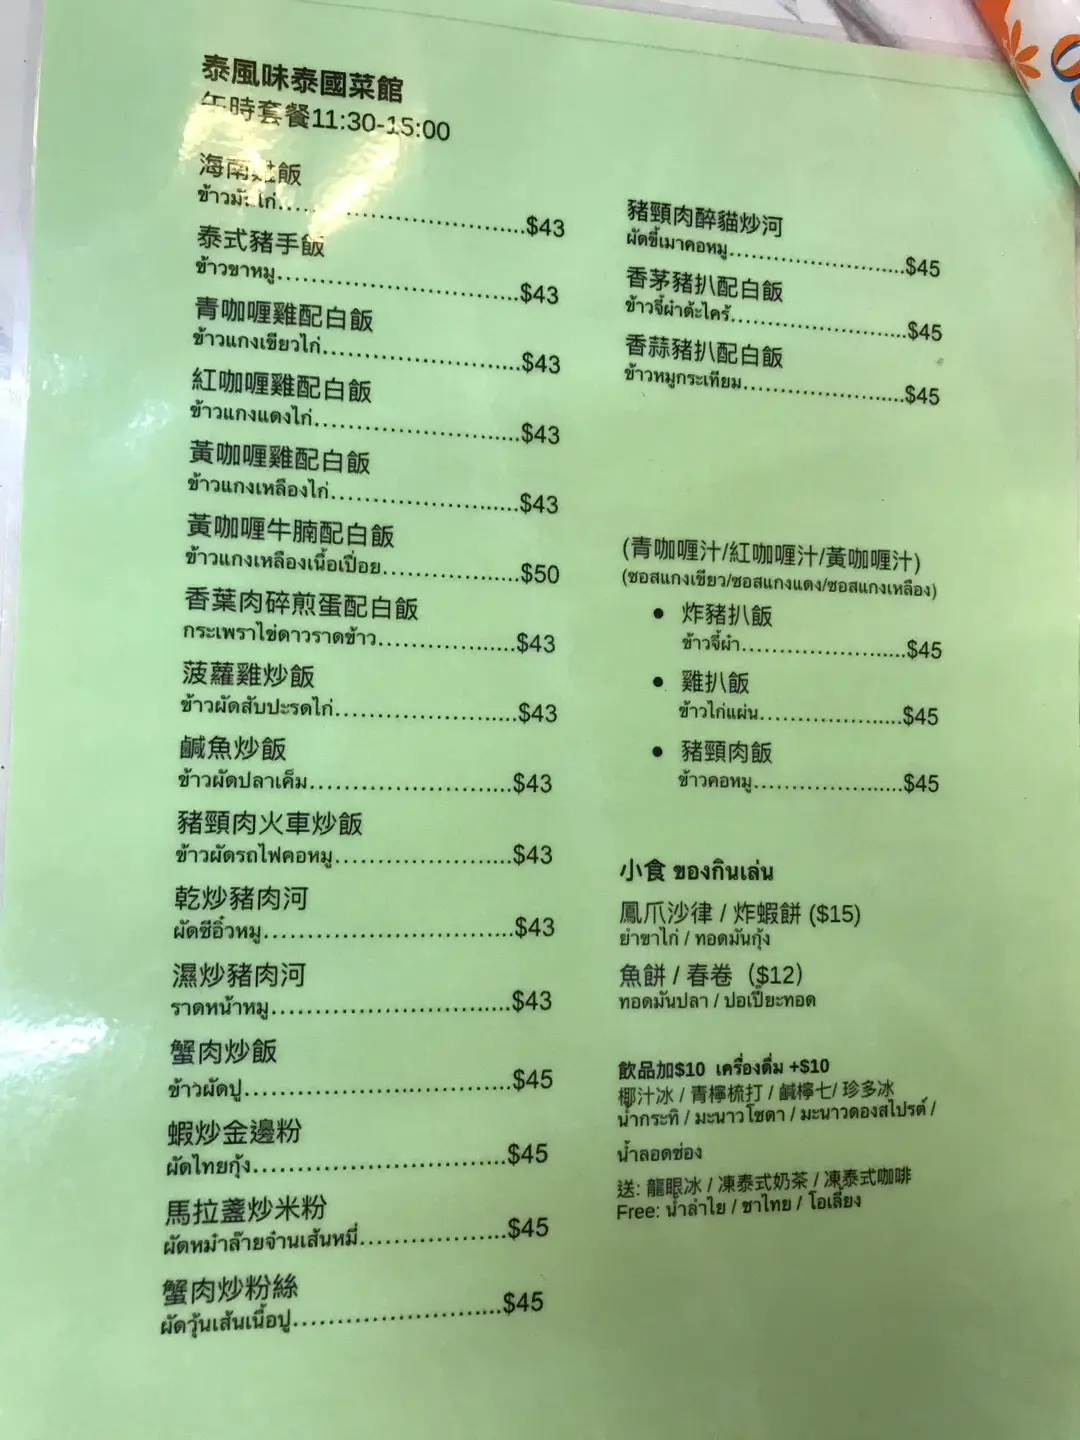 泰風味泰國菜館
午時套餐11:30-15:00
海南雞飯
ข้าวมันไก่....................................$43
泰式豬手飯
ข้าวขาหมู....................................$43
青咖喱雞配白飯
ข้าวแกงเขียวไก่..............................$43
紅咖喱雞配白飯
ข้าวแกงแดงไก่..............................$43
黃咖喱雞配白飯
ข้าวแกงเหลืองไก่............................$43
黃咖喱牛腩配白飯
ข้าวแกงเหลืองเนื้อเปื่อย.....................$50
香葉肉碎煎蛋配白飯
กระเพราไข่ดาวราดข้าว.....................$43
菠蘿雞炒飯
ข้าวผัดสับปะรดไก่...........................$43
鹹魚炒飯
ข้าวผัดปลาเค็ม..............................$43
豬頸肉火車炒飯
ข้าวผัดรถไฟคอหมู..........................$43
乾炒豬肉河
ผัดซีอิ๋วหมู....................................$43
濕炒豬肉河
ราดหน้าหมู...................................$43
蟹肉炒飯
ข้าวผัดปู.......................................$45
蝦炒金邊粉
ผัดไทยกุ้ง.....................................$45
馬拉盞炒米粉
ผัดหมำล๊ายจ๋านเส้นหมี่......................$45
蟹肉炒粉絲
ผัดวุ้นเส้นเนื้อปู..............................$45
豬頸肉醉貓炒河
ผัดขี้เมาคอหมู...........................$45
香茅豬扒配白飯
ข้าวจี๋ผ๋าตะไคร้..........................$45
香蒜豬扒配白飯
ข้าวหมูกระเทียม........................$45
(青咖喱汁/紅咖喱汁/黃咖喱汁)
(ซอสแกงเขียว/ซอสแกงแดง/ซอสแกงเหลือง)
● 炸豬扒飯
ข้าวจี๋ผ๋า.........................$45
● 雞扒飯
ข้าวไก่แผ่น.....................$45
● 豬頸肉飯
ข้าวคอหมู......................$45
小食 ของกินเล่น
鳳爪沙律 / 炸蝦餅 ($15)
ยำขาไก่ / ทอดมันกุ้ง
魚餅 / 春卷（$12）
ทอดมันปลา / ปอเปี๊ยะทอด
飲品加$10 เครื่องดื่ม +$10
椰汁冰 / 青檸梳打 / 鹹檸七/ 珍多冰
น้ำกระทิ / มะนาวโซดา / มะนาวดองสไปรต์ /
น้ำลอดช่อง
送: 龍眼冰 / 凍泰式奶茶 / 凍泰式咖啡
Free: น้ำลำไย / ชาไทย / โอเลี้ยง